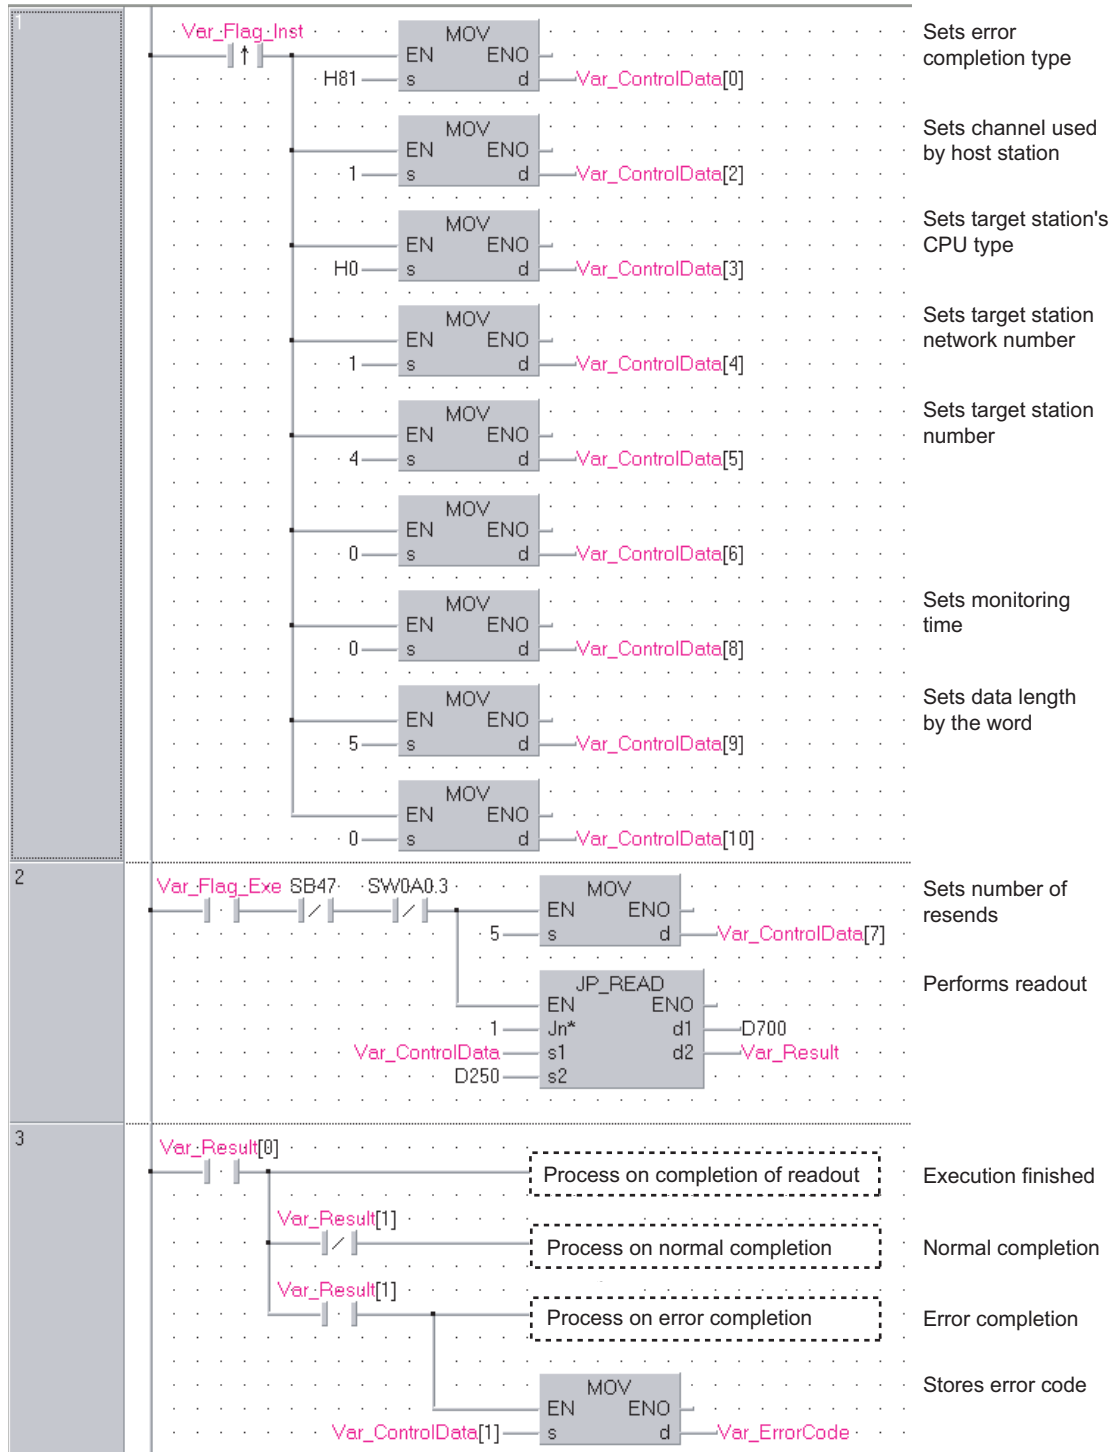 1
Var_Flag_Inst
MOV
EN ENO
H81 s d Var_ControlData[0]
Sets error
completion type
MOV
EN ENO
1 s d Var_ControlData[2]
Sets channel used
by host station
MOV
EN ENO
H0 s d Var_ControlData[3]
Sets target station's
CPU type
MOV
EN ENO
1 s d Var_ControlData[4]
Sets target station
network number
MOV
EN ENO
4 s d Var_ControlData[5]
Sets target station
number
MOV
EN ENO
0 s d Var_ControlData[6]
MOV
EN ENO
0 s d Var_ControlData[8]
Sets monitoring
time
MOV
EN ENO
5 s d Var_ControlData[9]
Sets data length
by the word
MOV
EN ENO
0 s d Var_ControlData[10]
2
Var_Flag_Exe SB47 SW0A0.3
MOV
EN ENO
5 s d Var_ControlData[7]
Sets number of
resends
JP_READ
EN ENO
1 Jn* d1 D700
Var_ControlData s1 d2 Var_Result
D250 s2
Performs readout
3
Var_Result[0]
Process on completion of readout
Execution finished
Var_Result[1]
Process on normal completion
Normal completion
Var_Result[1]
Process on error completion
Error completion
MOV
EN ENO
Var_ControlData[1] s d Var_ErrorCode
Stores error code